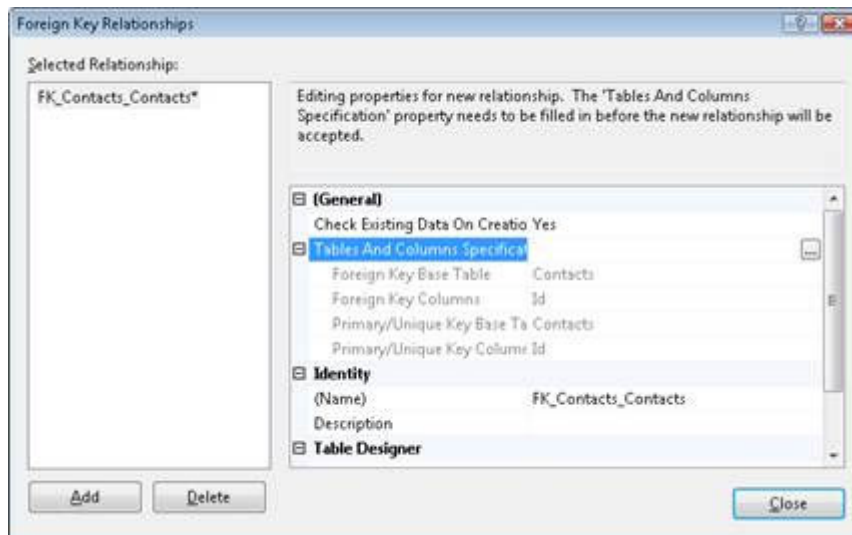 Foreign Key Relationships
Selected Relationship:
FK_Contacts_Contacts*
Editing properties for new relationship. The 'Tables And Columns
Specification' property needs to be filled in before the new relationship will be
accepted.
(General)
Check Existing Data On Creatio Yes
Tables And Columns Specificat ...
Foreign Key Base Table Contacts
Foreign Key Columns Id
Primary/Unique Key Base Ta Contacts
Primary/Unique Key Column Id
Identity
(Name) FK_Contacts_Contacts
Description
Table Designer
Add Delete Close